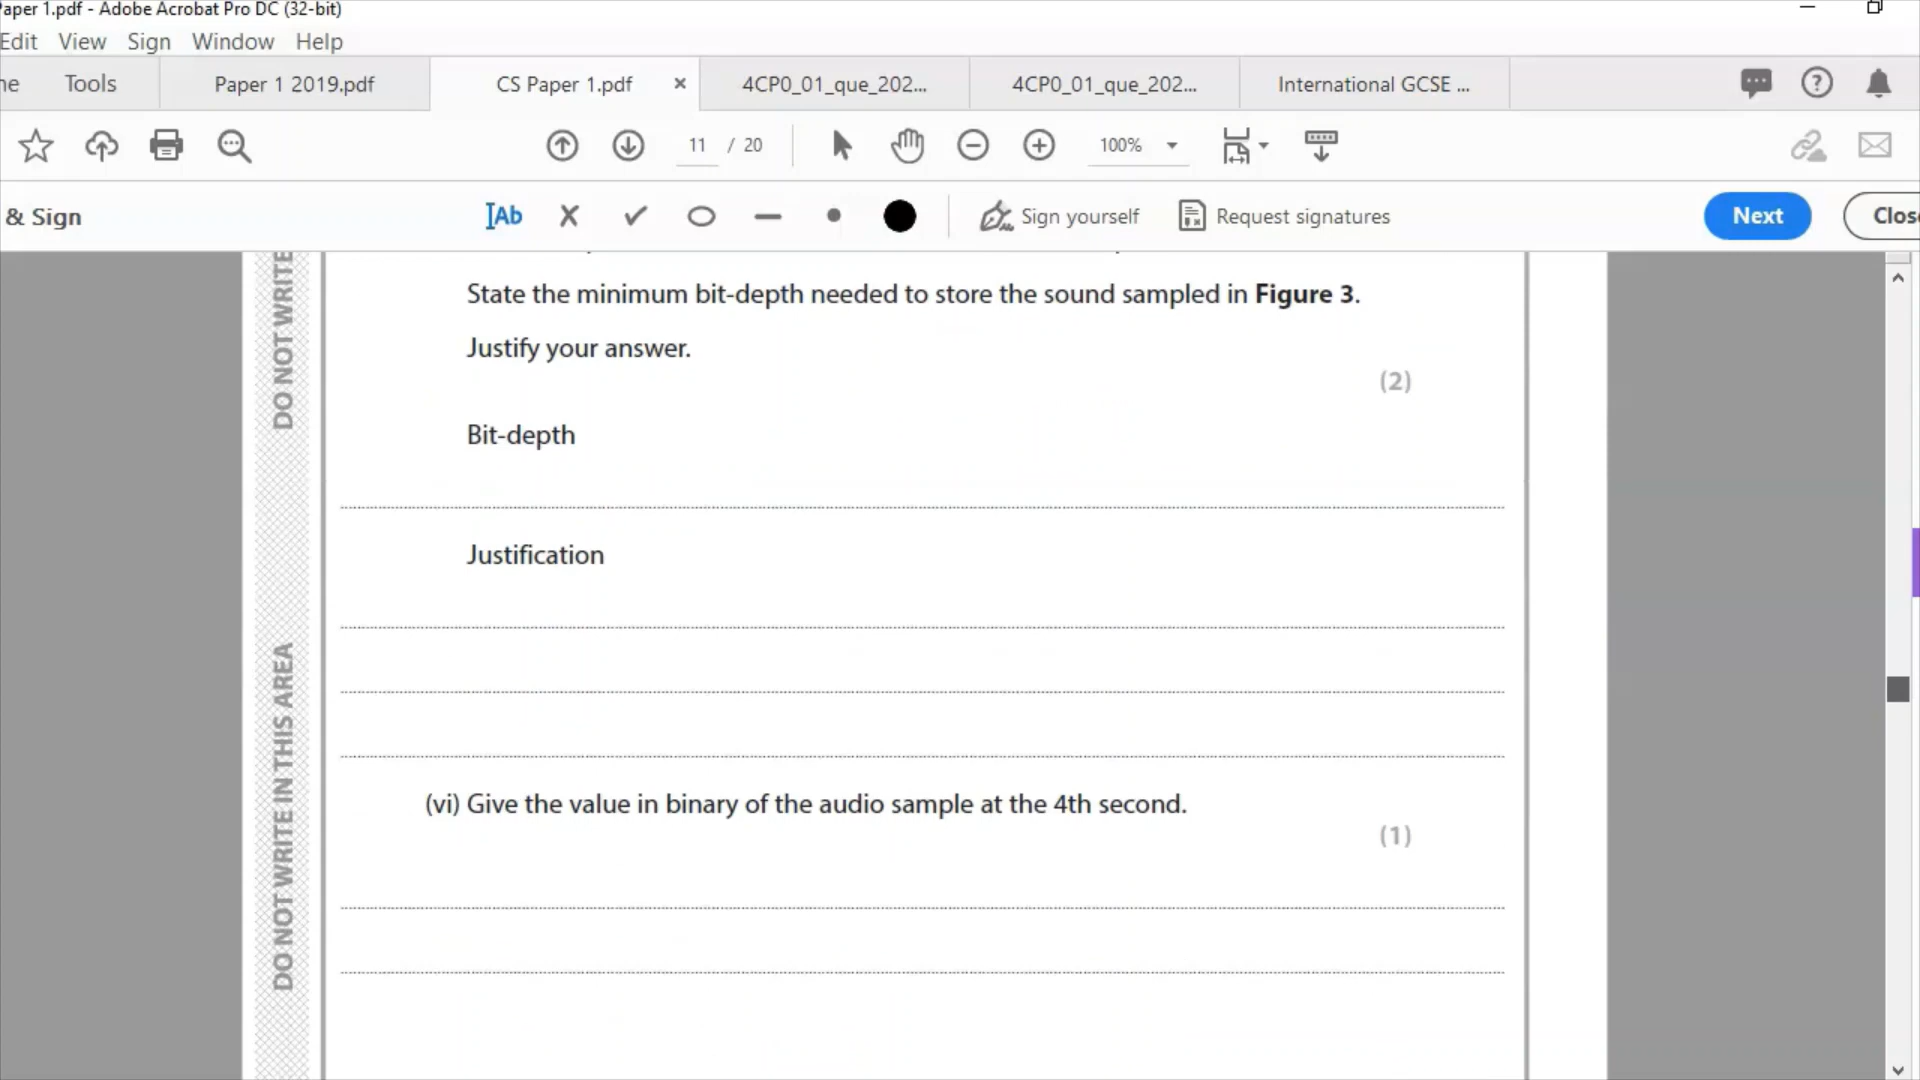 Paper 1.pdf - Adobe Acrobat Pro DC (32-bit)
Edit View Sign Window Help
Tools Paper 1 2019.pdf CS Paper 1.pdf × 4CP0_01_que_202... 4CP0_01_que_202... International GCSE ...
11 / 20 100%
& Sign Ab Sign yourself Request signatures Next Close
State the minimum bit-depth needed to store the sound sampled in Figure 3.
Justify your answer.
(2)
Bit-depth
Justification
(vi) Give the value in binary of the audio sample at the 4th second.
(1)
DO NOT WRITE
DO NOT WRITE IN THIS AREA